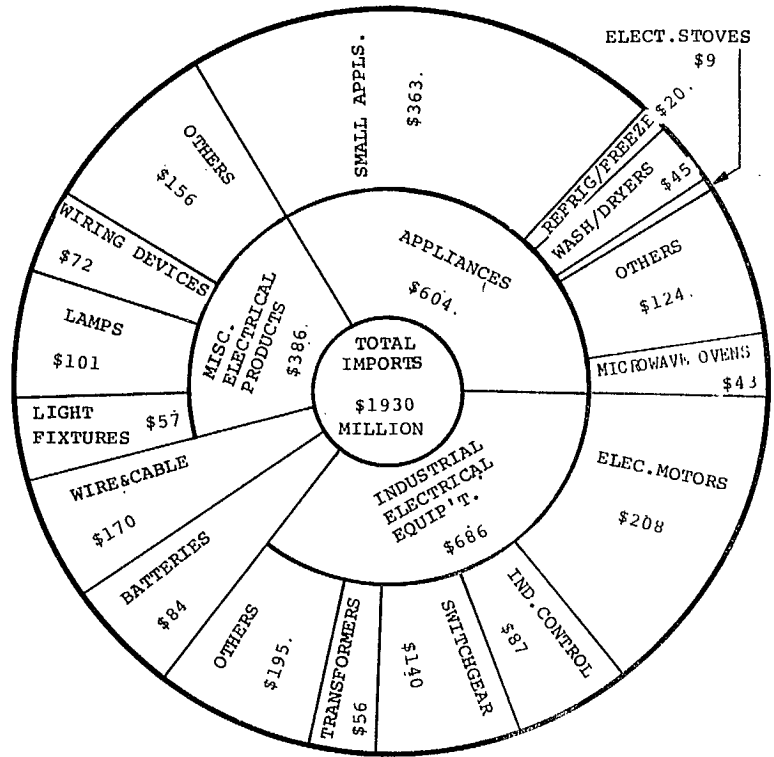 ELECT.STOVES
$9
SMALL APPLS.
$363.
REFRIG/FREEZE $20.
WASH/DRYERS
$45
OTHERS
$124.
MICROWAVE OVENS
$43
APPLIANCES
$604.
TOTAL
IMPORTS
$1930
MILLION
ELEC.MOTORS
$208
IND.CONTROL
$87
SWITCHGEAR
$140
TRANSFORMERS
$56
OTHERS
$195.
INDUSTRIAL
ELECTRICAL
EQUIP'T.
$686
BATTERIES
$84
WIRE&CABLE
$170
LIGHT
FIXTURES
$57
LAMPS
$101
WIRING DEVICES
$72
OTHERS
$156
MISC.
ELECTRICAL
PRODUCTS
$386.